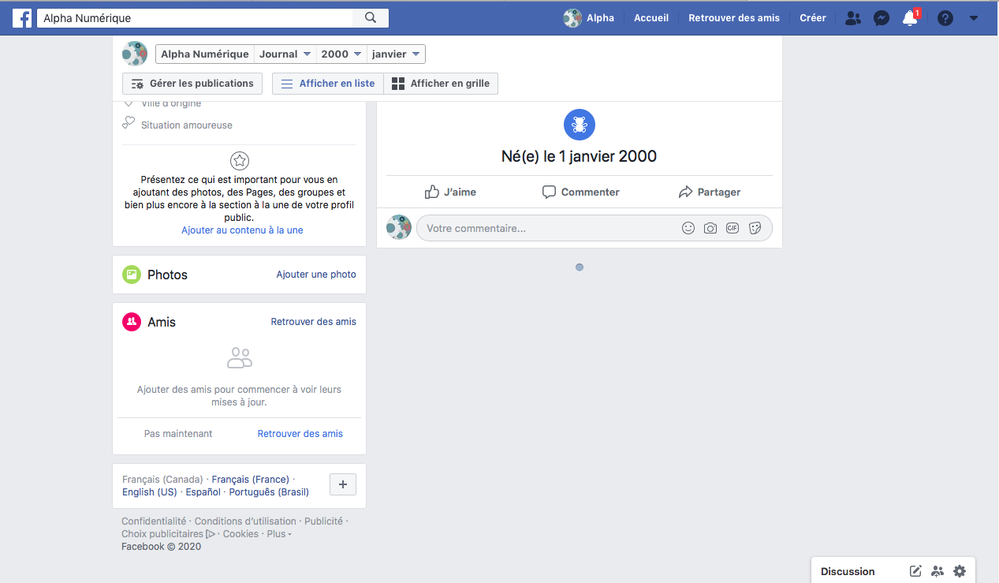 Alpha Numérique
Alpha Accueil Retrouver des amis Créer 1
Alpha Numérique Journal 2000 janvier
Gérer les publications Afficher en liste Afficher en grille
Ville d'origine
Situation amoureuse
Présentez ce qui est important pour vous en
ajoutant des photos, des Pages, des groupes et
bien plus encore à la section à la une de votre profil
public.
Ajouter au contenu à la une
Photos Ajouter une photo
Amis Retrouver des amis
Ajouter des amis pour commencer à voir leurs
mises à jour.
Pas maintenant Retrouver des amis
Français (Canada) · Français (France) ·
English (US) · Español · Português (Brasil)
Confidentialité · Conditions d'utilisation · Publicité ·
Choix publicitaires · Cookies · Plus
Facebook © 2020
Né(e) le 1 janvier 2000
J'aime Commenter Partager
Votre commentaire... GIF
Discussion